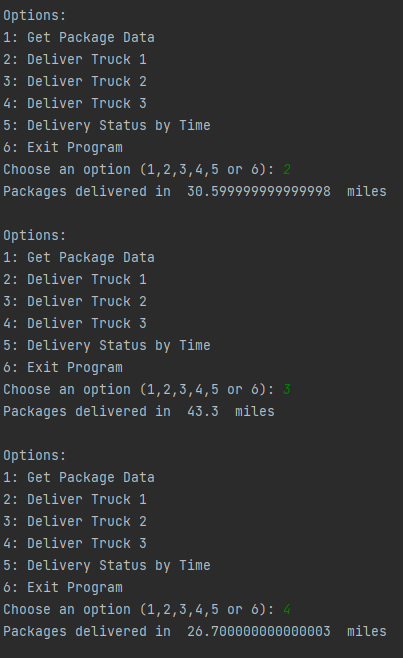 Options:
1: Get Package Data
2: Deliver Truck 1
3: Deliver Truck 2
4: Deliver Truck 3
5: Delivery Status by Time
6: Exit Program
Choose an option (1,2,3,4,5 or 6): 2
Packages delivered in  30.599999999999998  miles
Options:
1: Get Package Data
2: Deliver Truck 1
3: Deliver Truck 2
4: Deliver Truck 3
5: Delivery Status by Time
6: Exit Program
Choose an option (1,2,3,4,5 or 6): 3
Packages delivered in  43.3  miles
Options:
1: Get Package Data
2: Deliver Truck 1
3: Deliver Truck 2
4: Deliver Truck 3
5: Delivery Status by Time
6: Exit Program
Choose an option (1,2,3,4,5 or 6): 4
Packages delivered in  26.700000000000003  miles